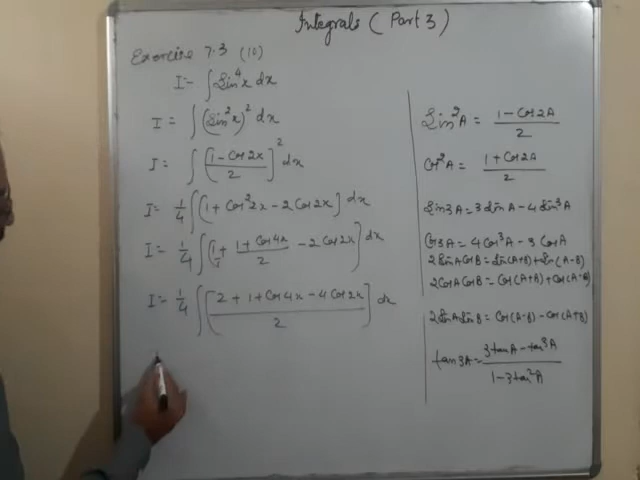 Integrals (Part 3)
Exercise 7.3 (10)
I = ∫ Sin⁴x dx
I = ∫ (Sin²x)² dx
I = ∫ [(1 - Cos 2x)/2]² dx
I = 1/4 ∫ [1 + Cos²2x - 2 Cos 2x] dx
I = 1/4 ∫ [1/1 + (1 + Cos 4x)/2 - 2 Cos 2x] dx
I = 1/4 ∫ [(2 + 1 + Cos 4x - 4 Cos 2x)/2] dx
Sin²A = (1 - Cos 2A)/2
Cos²A = (1 + Cos 2A)/2
Sin 3A = 3 Sin A - 4 Sin³A
Cos 3A = 4 Cos³A - 3 Cos A
2 Sin A Cos B = Sin (A+B) + Sin (A-B)
2 Cos A Cos B = Cos (A+B) + Cos (A-B)
2 Sin A Sin B = Cos (A-B) - Cos (A+B)
tan 3A = (3 tan A - tan³A)/(1 - 3 tan²A)